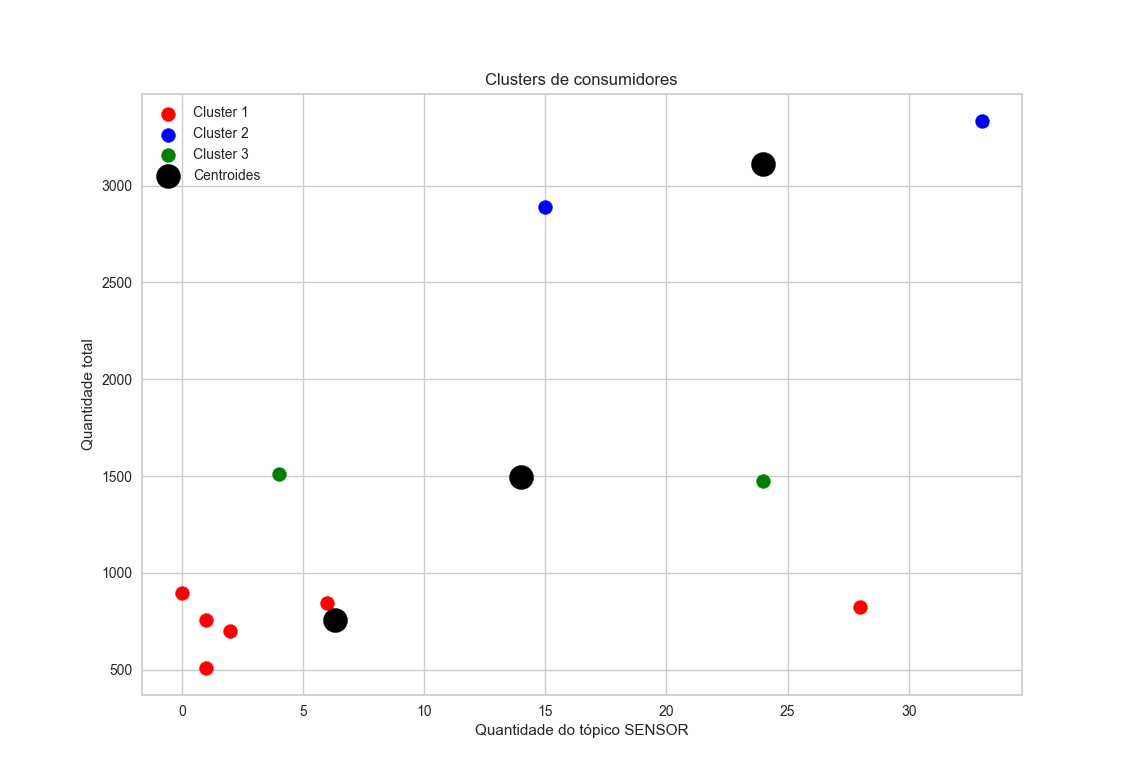 Clusters de consumidores
Cluster 1
Cluster 2
Cluster 3
Centroides
Quantidade total
3000
2500
2000
1500
1000
500
0 5 10 15 20 25 30
Quantidade do tópico SENSOR